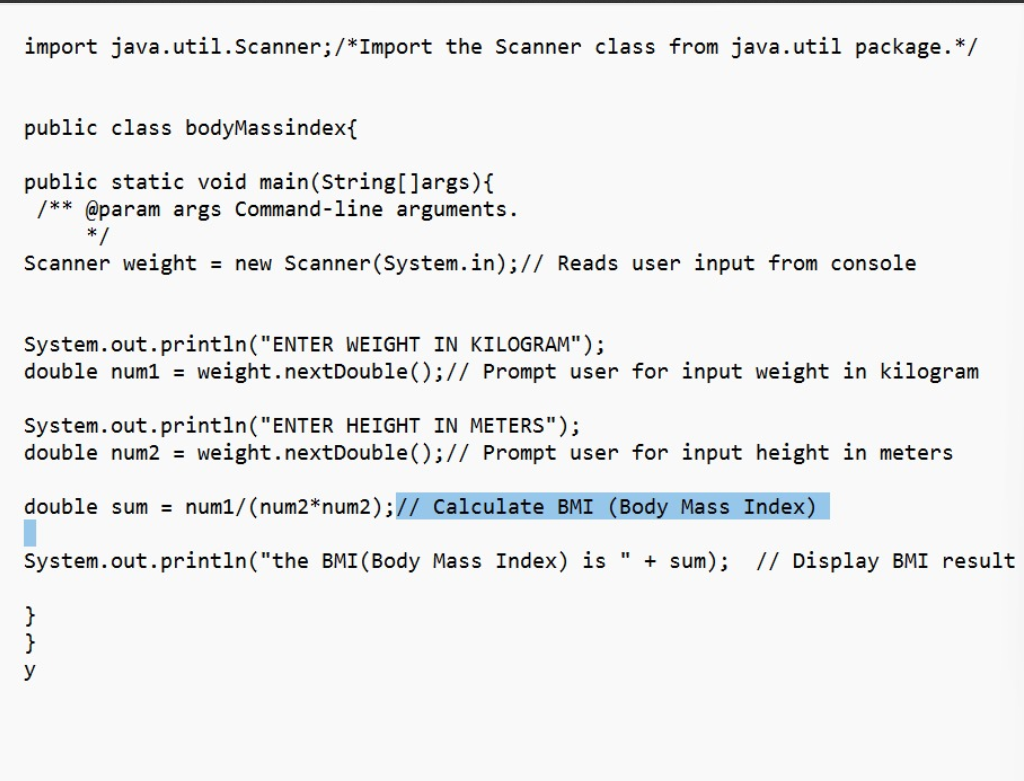 import java.util.Scanner;/*Import the Scanner class from java.util package.*/
public class bodyMassindex{
public static void main(String[]args){
/** @param args Command-line arguments.
*/
Scanner weight = new Scanner(System.in);// Reads user input from console
System.out.println("ENTER WEIGHT IN KILOGRAM");
double num1 = weight.nextDouble();// Prompt user for input weight in kilogram
System.out.println("ENTER HEIGHT IN METERS");
double num2 = weight.nextDouble();// Prompt user for input height in meters
double sum = num1/(num2*num2);// Calculate BMI (Body Mass Index)
System.out.println("the BMI(Body Mass Index) is " + sum);  // Display BMI result
}
}
y